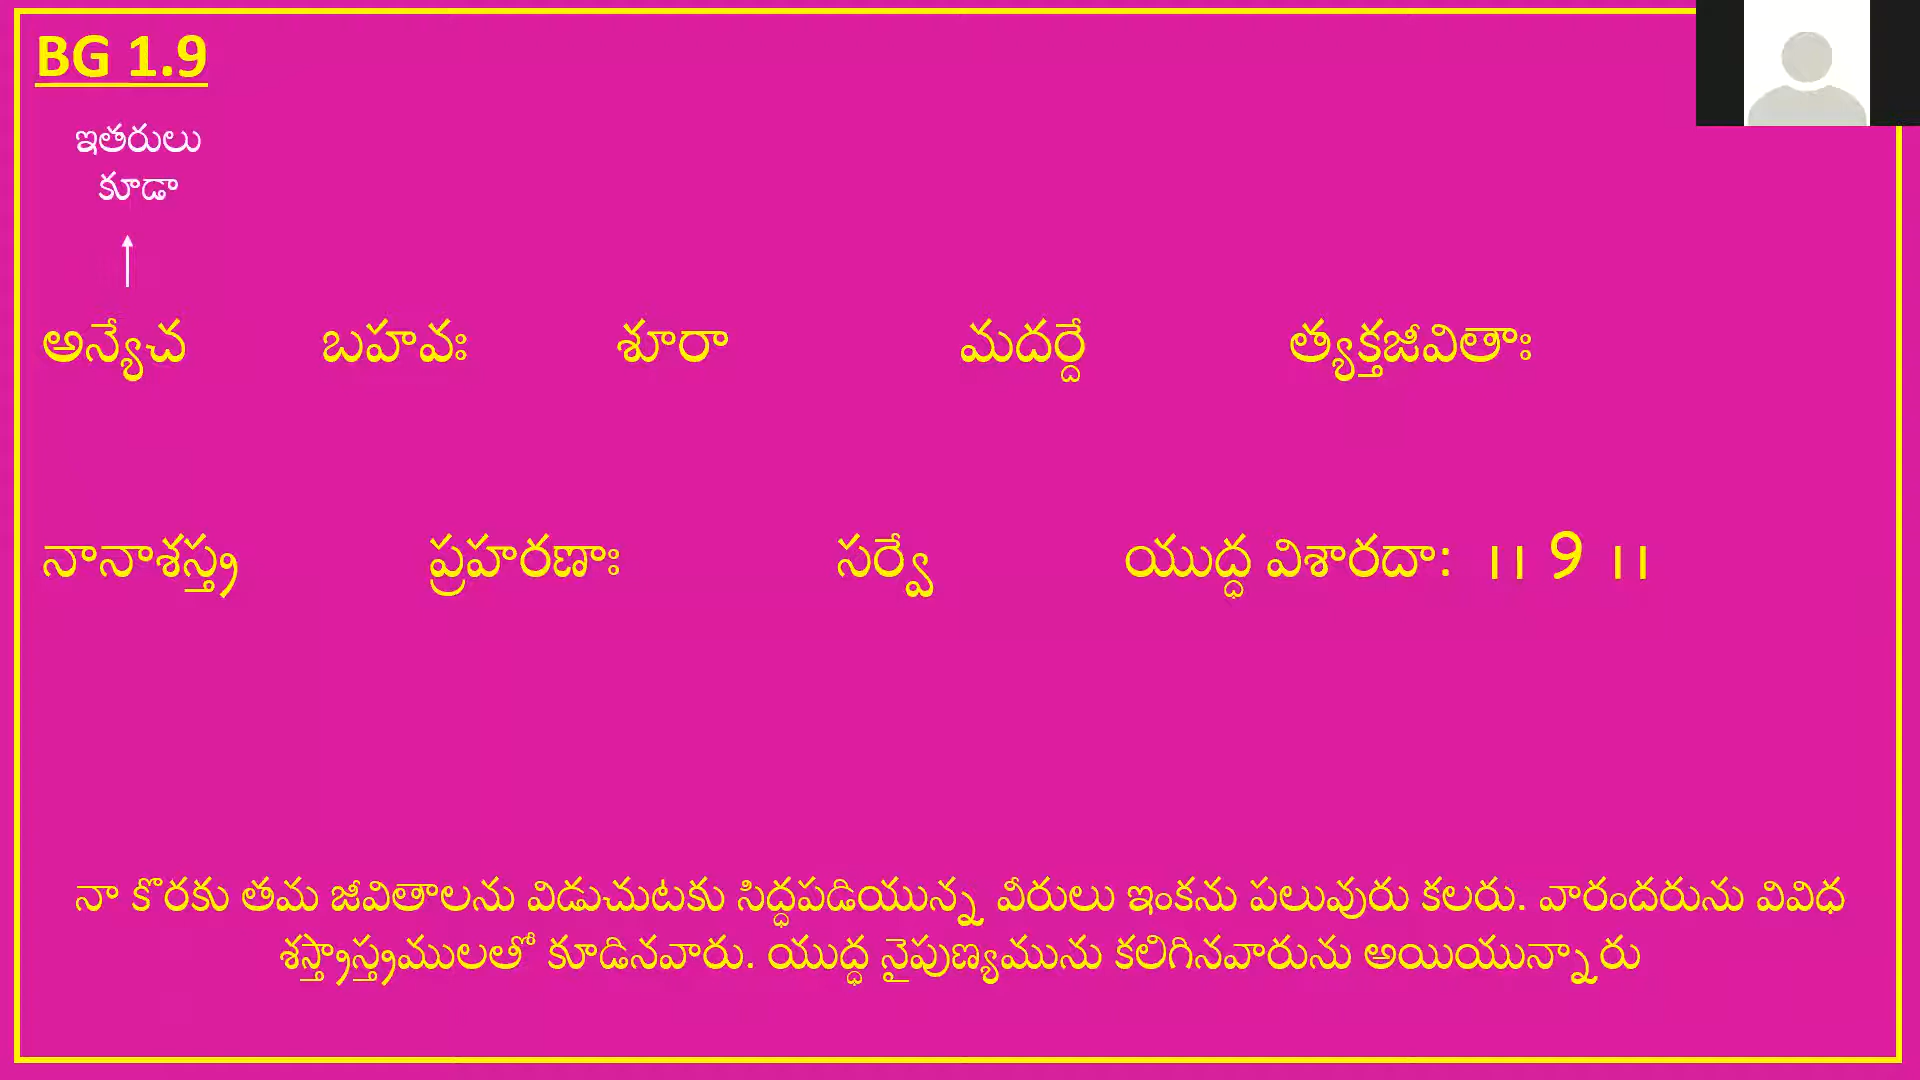 BG 1.9
ఇతరులు
కూడా
అన్యేచ బహవః శూరా మదర్దే త్యక్తజీవితాః
నానాశస్త్ర ప్రహరణాః సర్వే యుద్ధ విశారదా: ।। 9 ।।
నా కొరకు తమ జీవితాలను విడుచుటకు సిద్ధపడియున్న వీరులు ఇంకను పలువురు కలరు. వారందరును వివిధ
శస్త్రాస్త్రములతో కూడినవారు. యుద్ధ నైపుణ్యమును కలిగినవారును అయియున్నారు